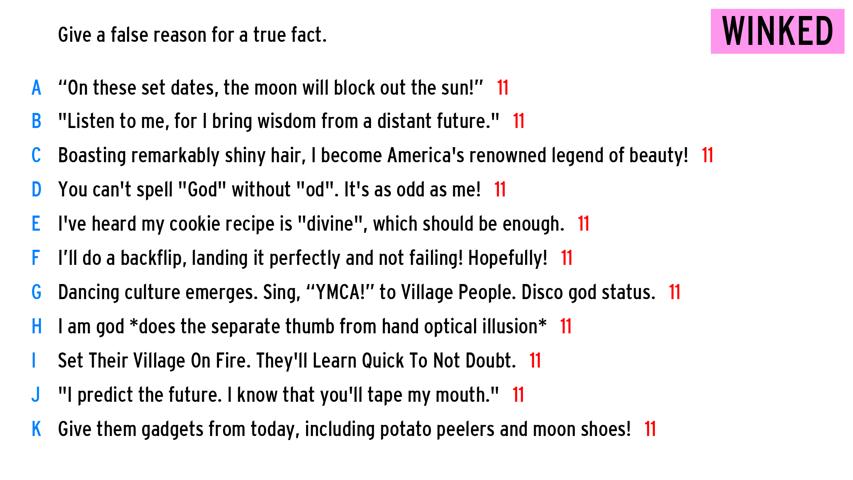 Give a false reason for a true fact.
WINKED
A “On these set dates, the moon will block out the sun!” 11
B "Listen to me, for I bring wisdom from a distant future." 11
C Boasting remarkably shiny hair, I become America's renowned legend of beauty! 11
D You can't spell "God" without "od". It's as odd as me! 11
E I've heard my cookie recipe is "divine", which should be enough. 11
F I’ll do a backflip, landing it perfectly and not failing! Hopefully! 11
G Dancing culture emerges. Sing, “YMCA!” to Village People. Disco god status. 11
H I am god *does the separate thumb from hand optical illusion* 11
I Set Their Village On Fire. They'll Learn Quick To Not Doubt. 11
J "I predict the future. I know that you'll tape my mouth." 11
K Give them gadgets from today, including potato peelers and moon shoes! 11